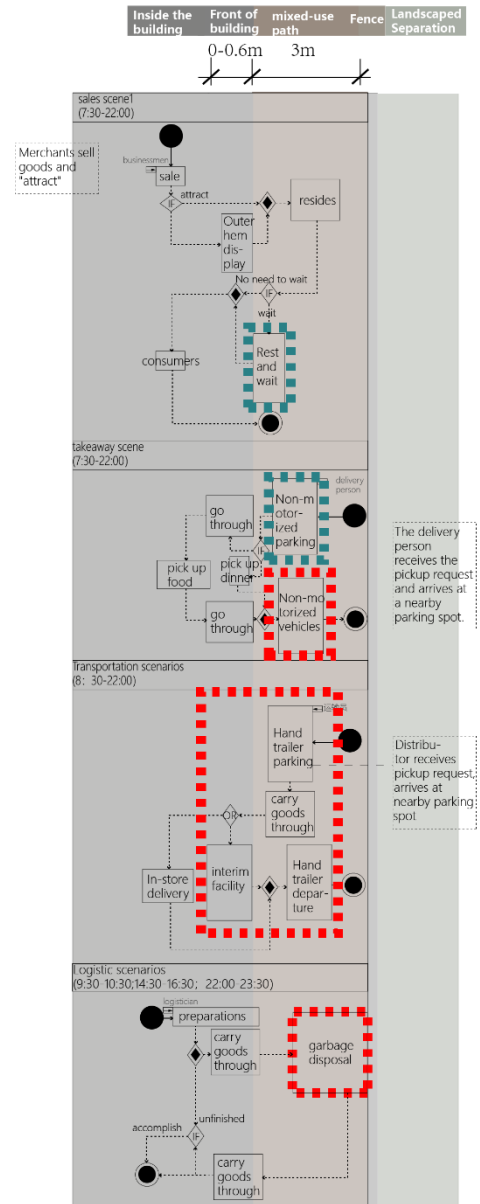 Inside the
building
Front of
building
mixed-use
path
Fence
Landscaped
Separation
0-0.6m
3m
sales scene1
(7:30-22:00)
Merchants sell
goods and
"attract"
businessmen
sale
IF
attract
resides
Outer
hem dis-
play
No need to wait
IF
wait
consumers
Rest
and
wait
takeaway scene
(7:30-22:00)
delivery
person
Non-m
otor-
ized
parking
go
through
IF
pick up
food
pick up
dinner
go
through
Non-mo
torized
vehicles
The delivery
person
receives the
pickup request
and arrives at
a nearby
parking spot.
Transportation scenarios
(8: 30-22:00)
Hand
trailer
parking
Distribu-
tor receives
pickup request,
arrives at
nearby parking
spot
carry
goods
through
OR
In-store
delivery
interim
facility
Hand
trailer
depar-
ture
Logistic scenarios
(9:30-10:30;14:30-16:30; 22:00-23:30)
logistician
preparations
carry
goods
through
garbage
disposal
unfinished
accomplish
IF
carry
goods
through